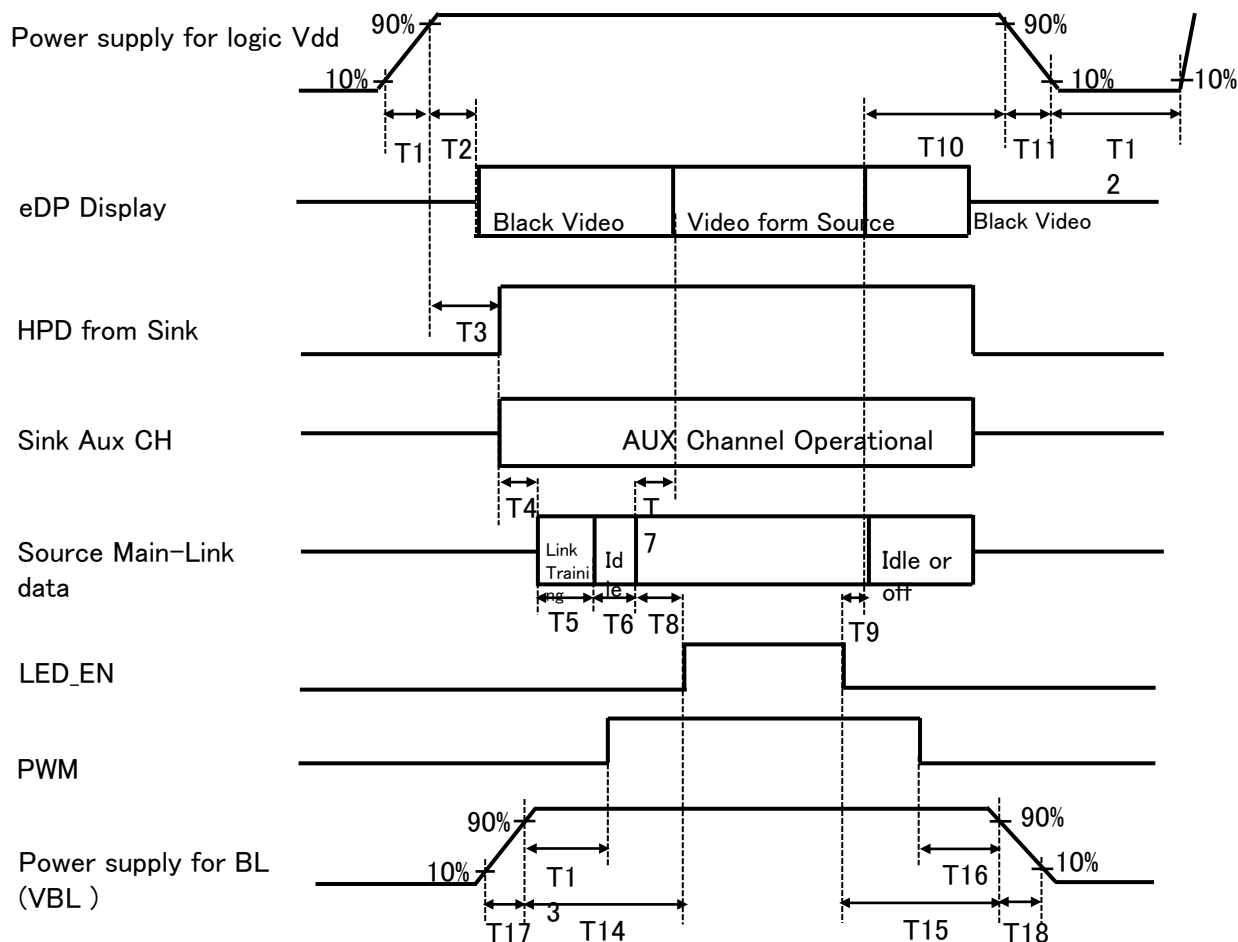 Power supply for logic Vdd
90%
10%
90%
10%
10%
T1
T2
T10
T11
T1
2
eDP Display
Black Video
Video form Source
Black Video
HPD from Sink
T3
Sink Aux CH
AUX Channel Operational
T4
T
7
Source Main-Link
data
Link
Traini
ng
Id
le
Idle or
off
T5
T6
T8
T9
LED_EN
PWM
90%
10%
90%
10%
Power supply for BL
(VBL )
T1
3
T16
T17
T14
T15
T18